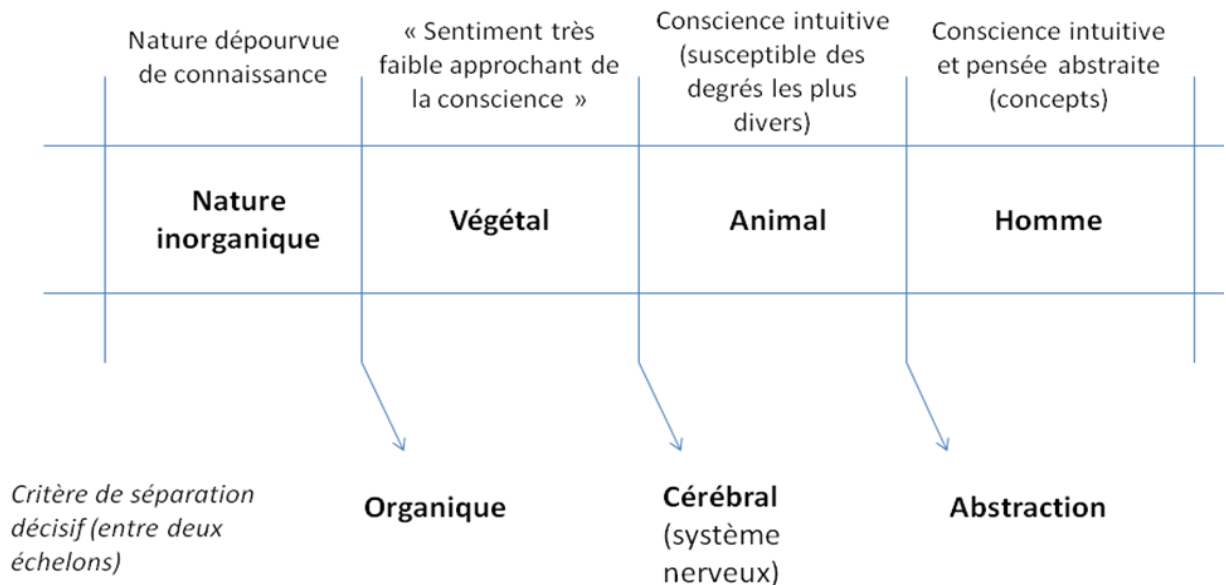 Nature dépourvue
de connaissance
« Sentiment très
faible approchant de
la conscience »
Conscience intuitive
(susceptible des
degrés les plus
divers)
Conscience intuitive
et pensée abstraite
(concepts)
Nature
inorganique
Végétal
Animal
Homme
Critère de séparation
décisif (entre deux
échelons)
Organique
Cérébral
(système
nerveux)
Abstraction